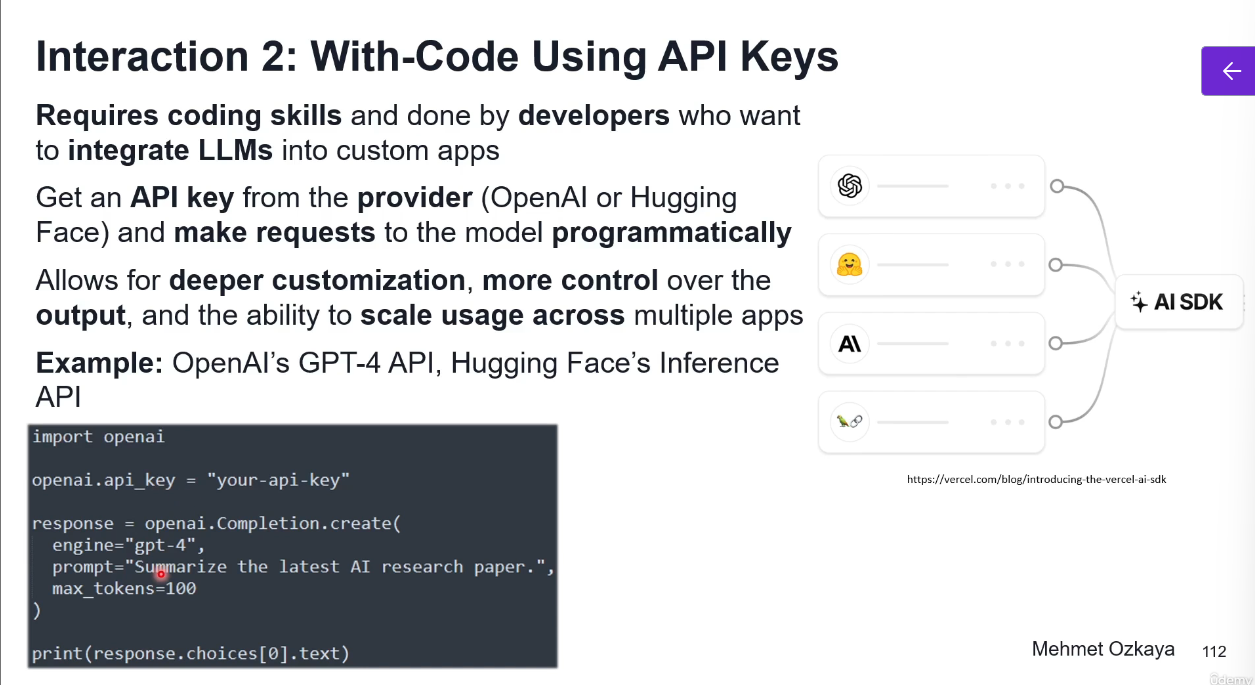 Interaction 2: With-Code Using API Keys
Requires coding skills and done by developers who want
to integrate LLMs into custom apps
Get an API key from the provider (OpenAI or Hugging
Face) and make requests to the model programmatically
Allows for deeper customization, more control over the
output, and the ability to scale usage across multiple apps
Example: OpenAI’s GPT-4 API, Hugging Face’s Inference
API
import openai
openai.api_key = "your-api-key"
response = openai.Completion.create(
engine="gpt-4",
prompt="Summarize the latest AI research paper.",
max_tokens=100
)
print(response.choices[0].text)
AI SDK
https://vercel.com/blog/introducing-the-vercel-ai-sdk
Mehmet Ozkaya
112
ûdemy